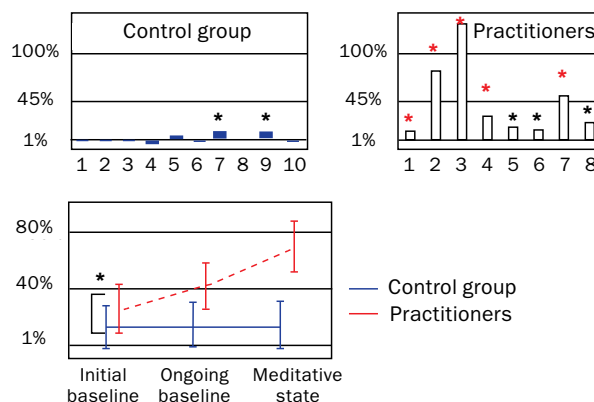 Control group
100%
45%
1%
*
*
1 2 3 4 5 6 7 8 9 10
Practitioners
100%
45%
1%
*
*
*
*
*
*
*
*
1 2 3 4 5 6 7 8
80%
40%
1%
*
Control group
Practitioners
Initial baseline
Ongoing baseline
Meditative state